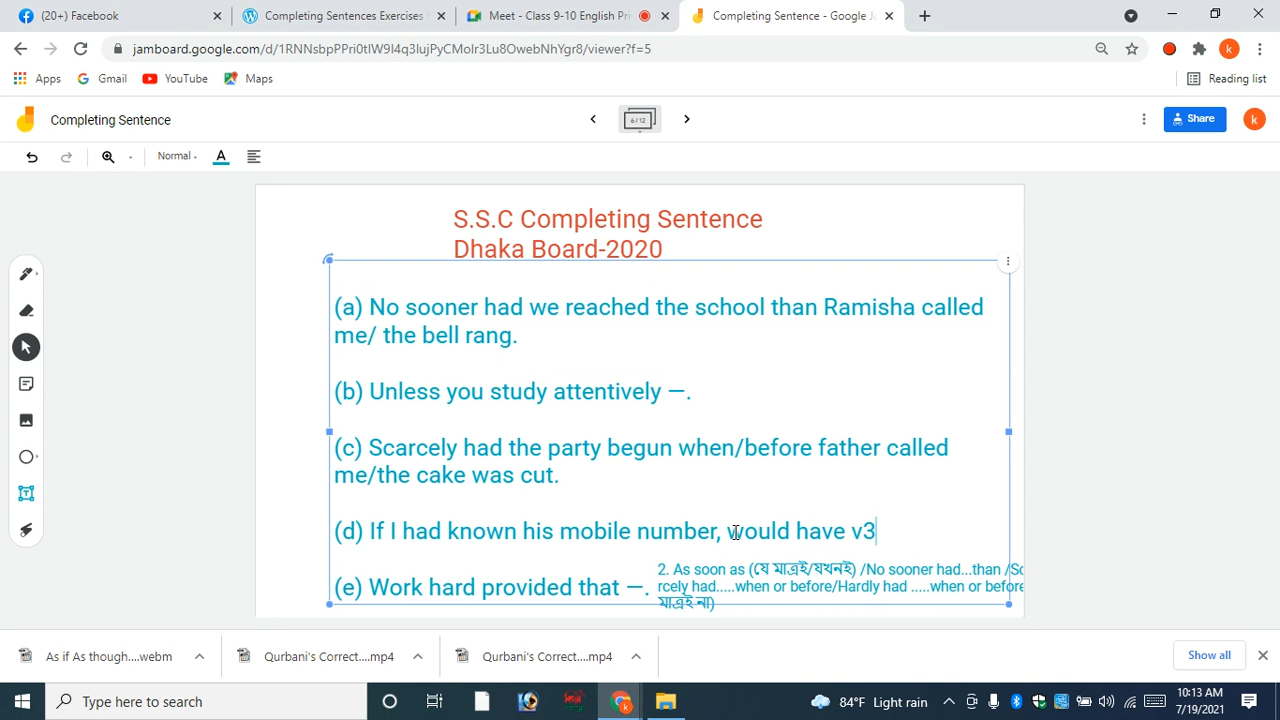 (20+) Facebook
Completing Sentences Exercises
Meet - Class 9-10 English Pri
Completing Sentence - Google Ja
jamboard.google.com/d/1RNNsbpPPri0tIW9I4q3lujPyCMolr3Lu8OwebNhYgr8/viewer?f=5
Apps Gmail YouTube Maps Reading list
Completing Sentence
6 / 12
Share
k
Normal
S.S.C Completing Sentence
Dhaka Board-2020
(a) No sooner had we reached the school than Ramisha called
me/ the bell rang.
(b) Unless you study attentively —.
(c) Scarcely had the party begun when/before father called
me/the cake was cut.
(d) If I had known his mobile number, would have v3
(e) Work hard provided that —.
2. As soon as (যে মাত্রই/যখনই) /No sooner had...than /Sc
rcely had.....when or before/Hardly had .....when or before
মাত্রই না)
As if As though....webm
Qurbani's Correct....mp4
Qurbani's Correct....mp4
Show all
Type here to search
84°F Light rain
10:13 AM
7/19/2021